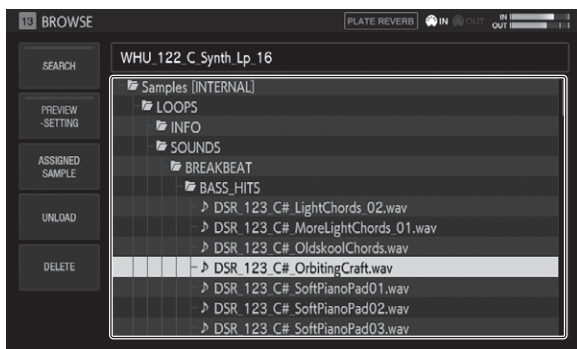 13 BROWSE
PLATE REVERB IN OUT IN
OUT
SEARCH
PREVIEW
-SETTING
ASSIGNED
SAMPLE
UNLOAD
DELETE
WHU_122_C_Synth_Lp_16
Samples [INTERNAL]
LOOPS
INFO
SOUNDS
BREAKBEAT
BASS_HITS
DSR_123_C#_LightChords_02.wav
DSR_123_C#_MoreLightChords_01.wav
DSR_123_C#_OldskoolChords.wav
DSR_123_C#_OrbitingCraft.wav
DSR_123_C#_SoftPianoPad01.wav
DSR_123_C#_SoftPianoPad02.wav
DSR_123_C#_SoftPianoPad03.wav